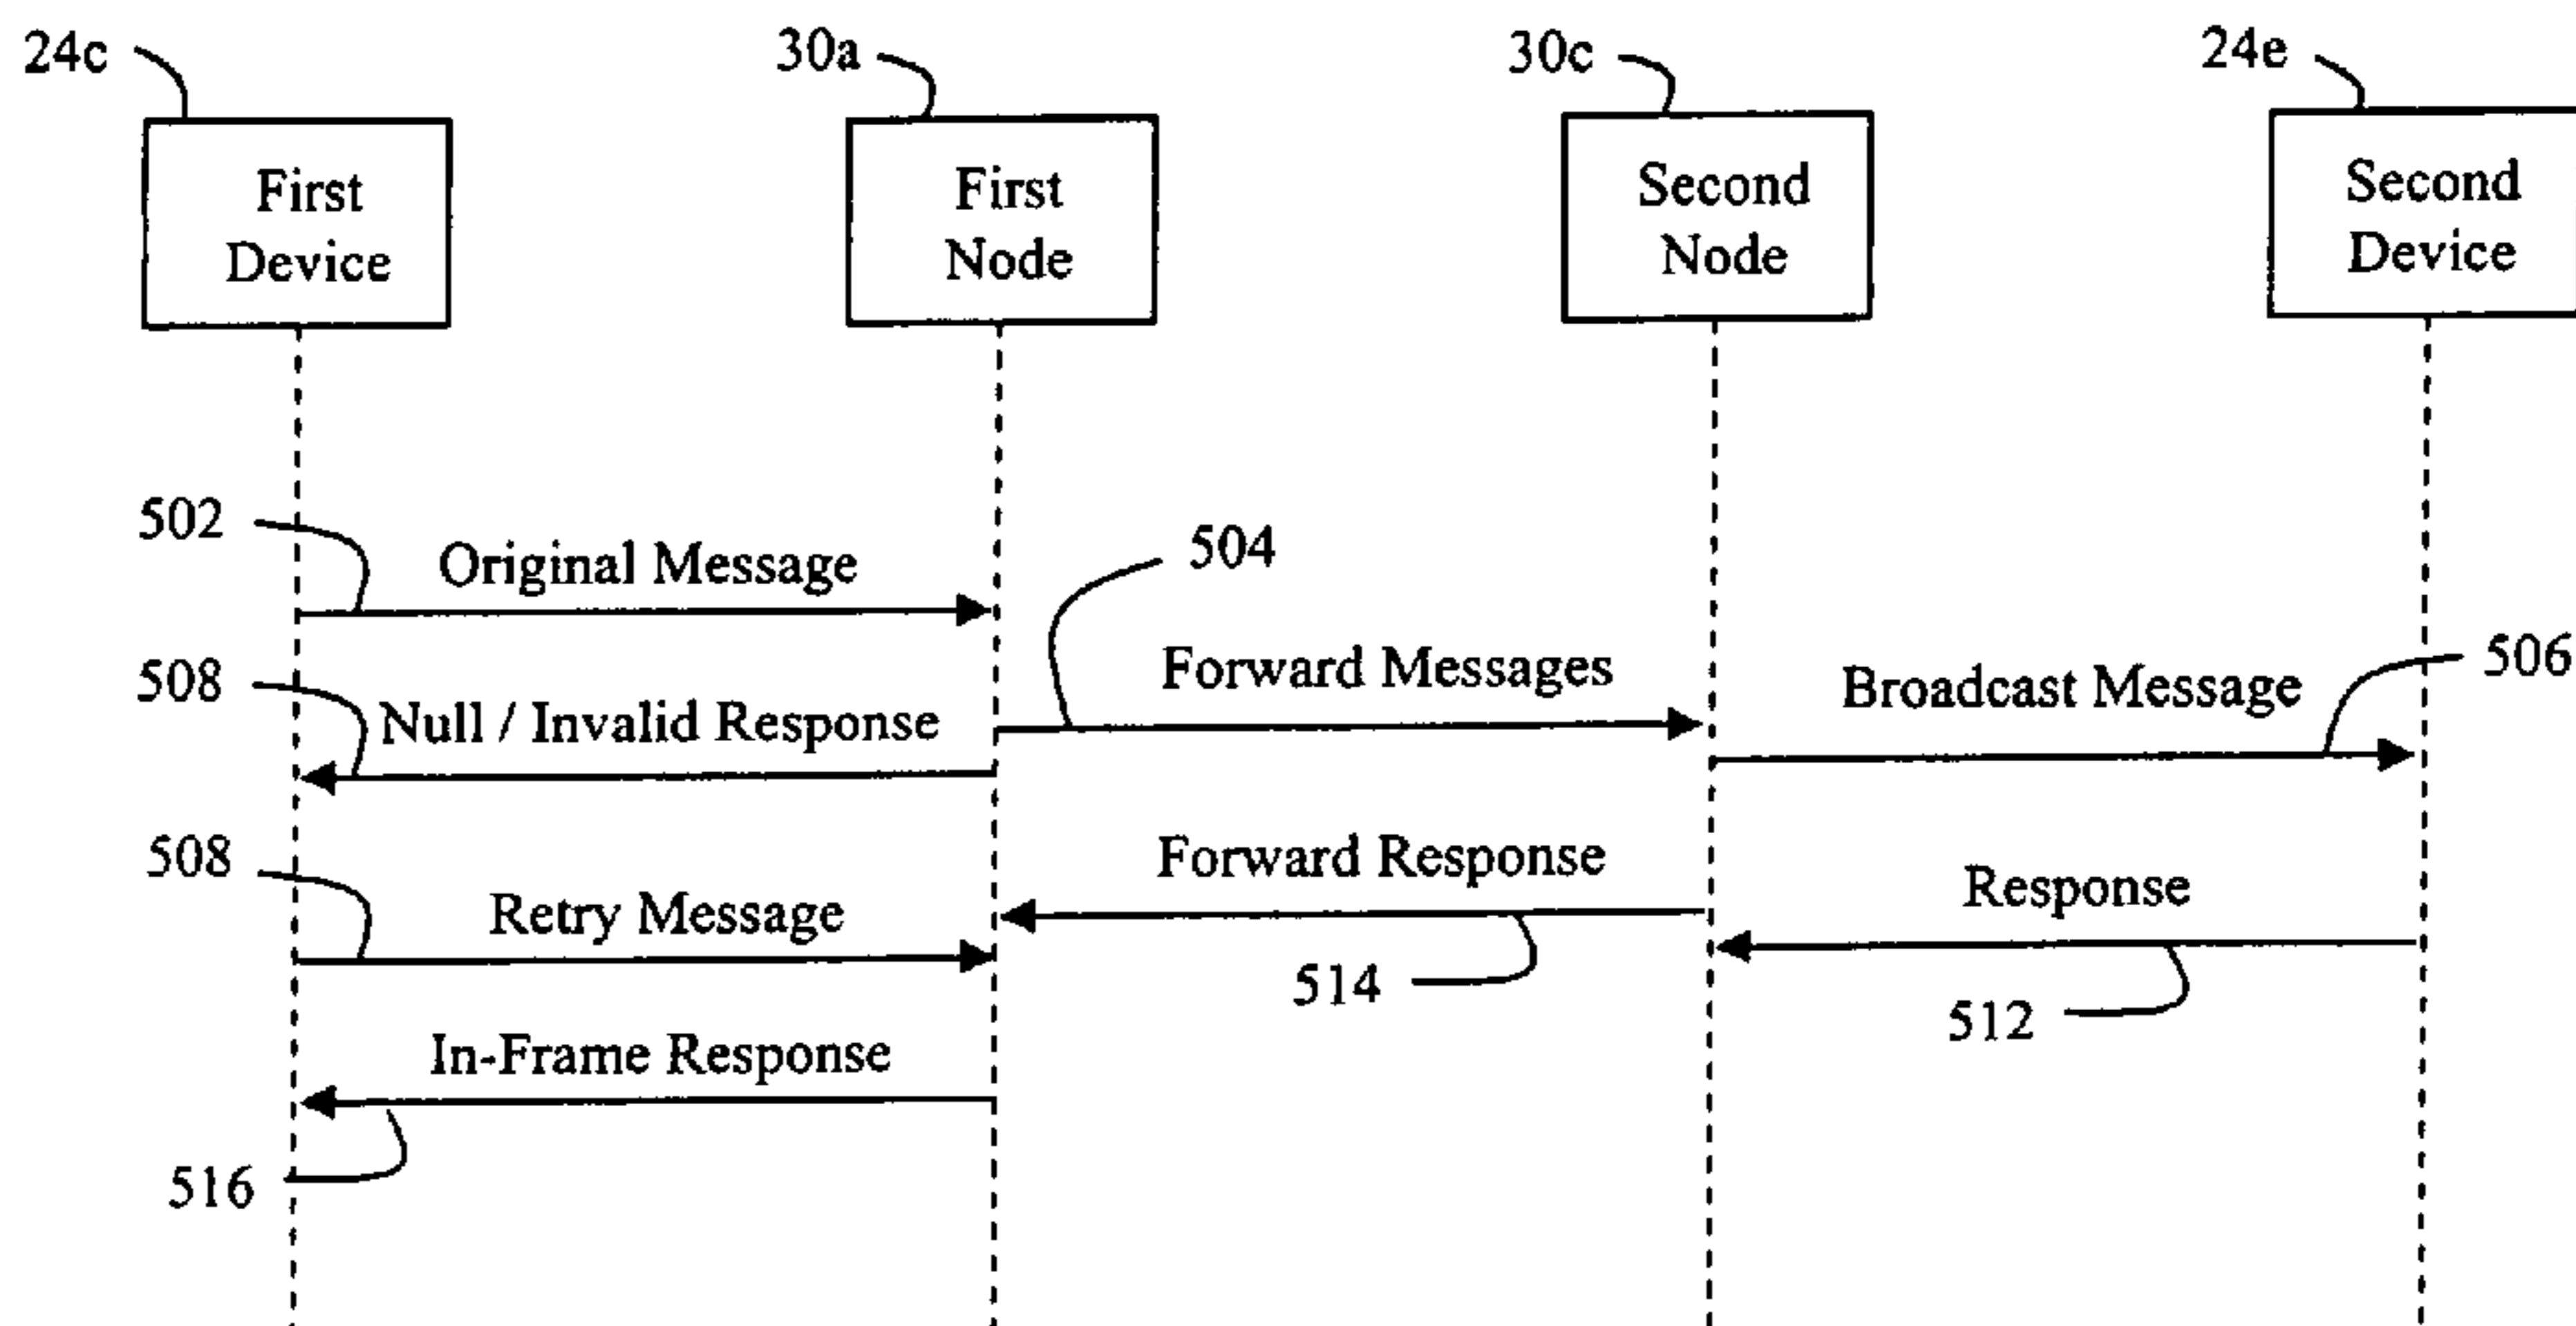 24c
30a
30c
24e
First
Device
First
Node
Second
Node
Second
Device
502
Original Message
504
508
Null / Invalid Response
Forward Messages
Broadcast Message
506
508
Retry Message
Forward Response
Response
514
512
In-Frame Response
516